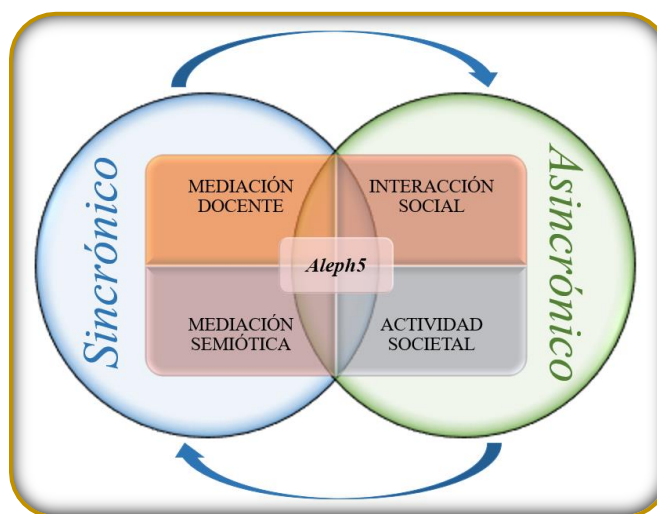 Sincrónico
MEDIACIÓN
DOCENTE
INTERACCIÓN
SOCIAL
Aleph5
MEDIACIÓN
SEMIÓTICA
ACTIVIDAD
SOCIETAL
Asincrónico